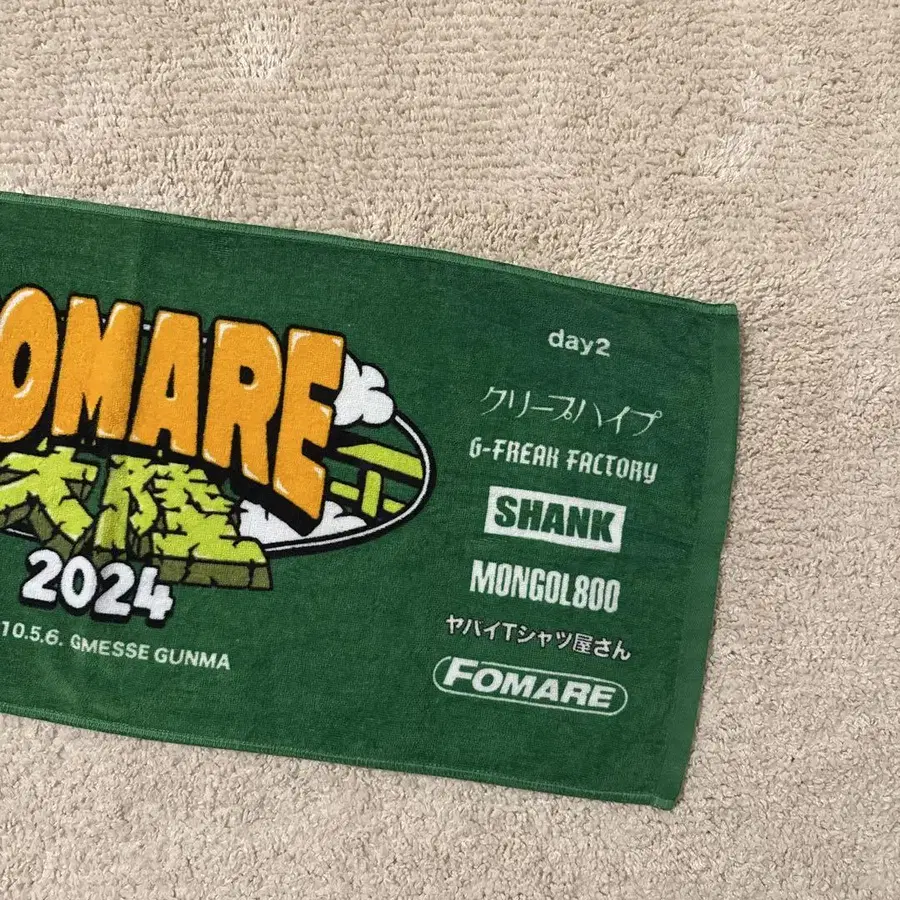 OMARE
大陸
2024
10.5.6. GMESSE GUNMA
day2
クリープハイプ
G-FREAK FACTORY
SHANK
MONGOL800
ヤバイTシャツ屋さん
FOMARE